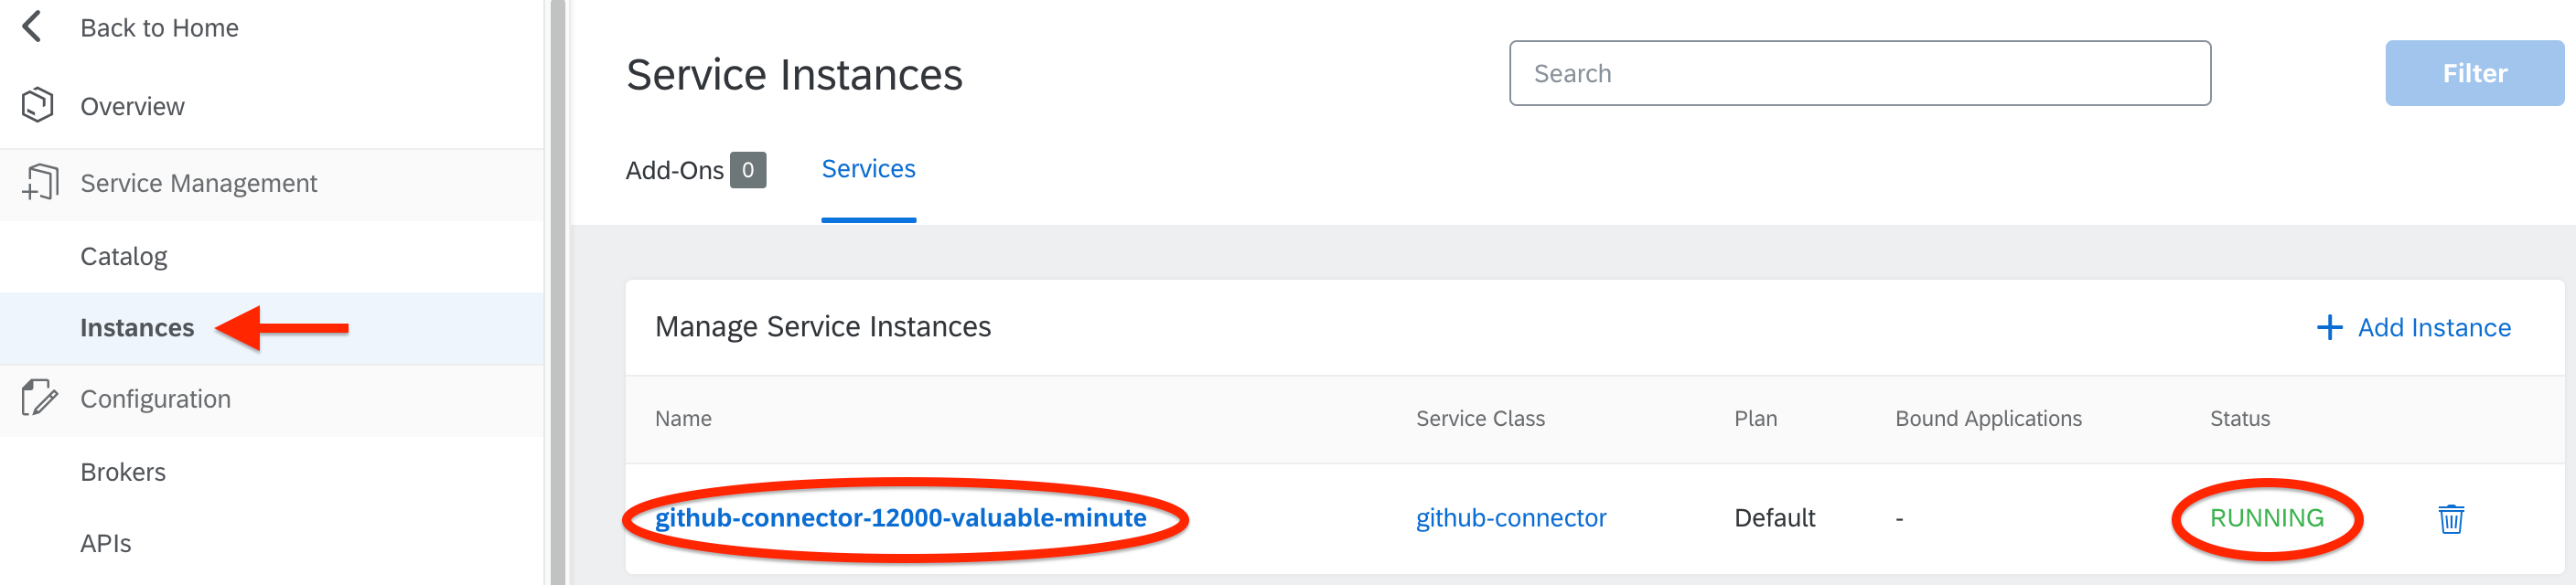 Back to Home
Overview
Service Management
Catalog
Instances
Configuration
Brokers
APIs
Service Instances
Search
Filter
Add-Ons 0
Services
Manage Service Instances
+ Add Instance
Name Service Class Plan Bound Applications Status
github-connector-12000-valuable-minute github-connector Default - RUNNING